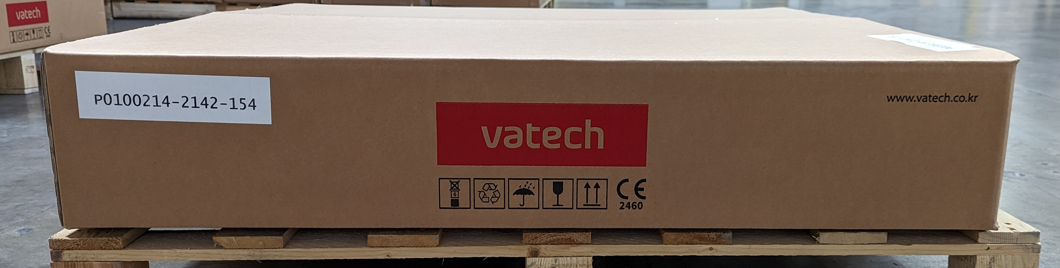 vatech
P0100214-2142-154
www.vatech.co.kr
vatech
CE
2460